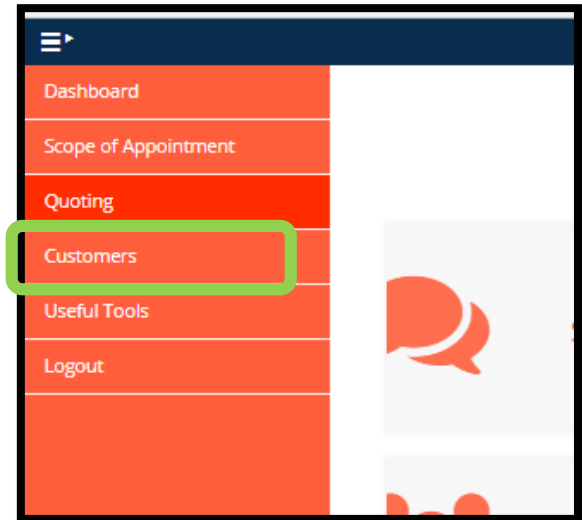 Dashboard
Scope of Appointment
Quoting
Customers
Useful Tools
Logout